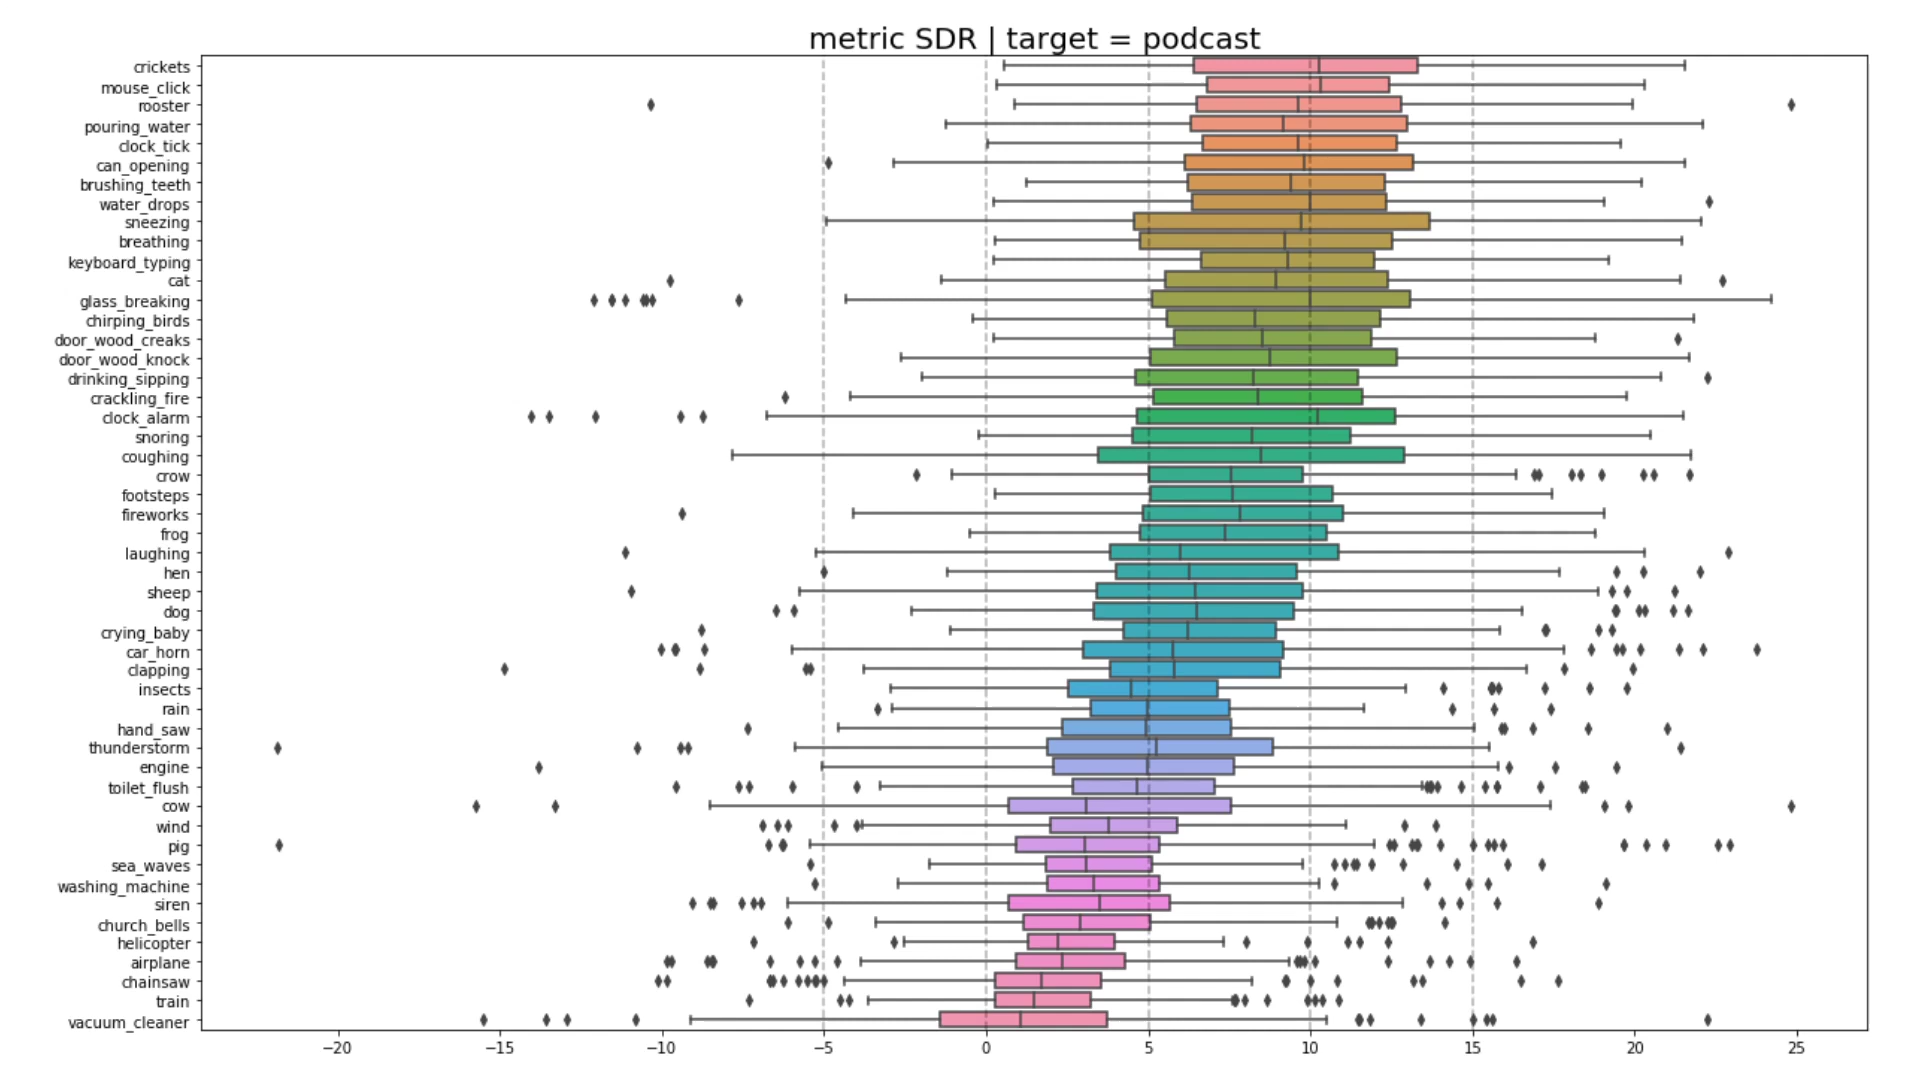 metric SDR | target = podcast
crickets
mouse_click
rooster
pouring_water
clock_tick
can_opening
brushing_teeth
water_drops
sneezing
breathing
keyboard_typing
cat
glass_breaking
chirping_birds
door_wood_creaks
door_wood_knock
drinking_sipping
crackling_fire
clock_alarm
snoring
coughing
crow
footsteps
fireworks
frog
laughing
hen
sheep
dog
crying_baby
car_horn
clapping
insects
rain
hand_saw
thunderstorm
engine
toilet_flush
cow
wind
pig
sea_waves
washing_machine
siren
church_bells
helicopter
airplane
chainsaw
train
vacuum_cleaner
−20 −15 −10 −5 0 5 10 15 20 25